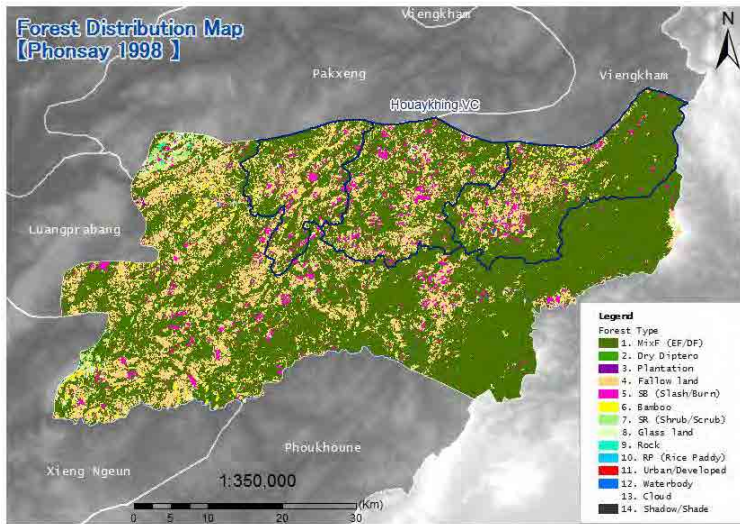 Forest Distribution Map
【Phonsay 1998 】
Viengkham
N
Pakxeng
Viengkham
Houaykhing.VC
Luangprabang
Legend
Forest Type
1. MixF (EF/DF)
2. Dry Diptero
3. Plantation
4. Fallow land
5. SB (Slash/Burn)
6. Bamboo
7. SR (Shrub/Scrub)
8. Glass land
9. Rock
10. RP (Rice Paddy)
11. Urban/Developed
12. Waterbody
13. Cloud
14. Shadow/Shade
Phoukhoune
Xieng Ngeun
1:350,000
(Km)
0 5 10 20 30